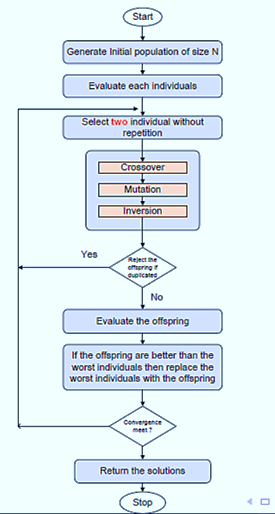 Start
Generate Initial population of size N
Evaluate each individuals
Select two individual without
repetition
Crossover
Mutation
Inversion
Reject the
offspring if
duplicated
Yes
No
Evaluate the offspring
If the offspring are better than the
worst individuals then replace the
worst individuals with the offspring
Convergence
meet ?
Return the solutions
Stop